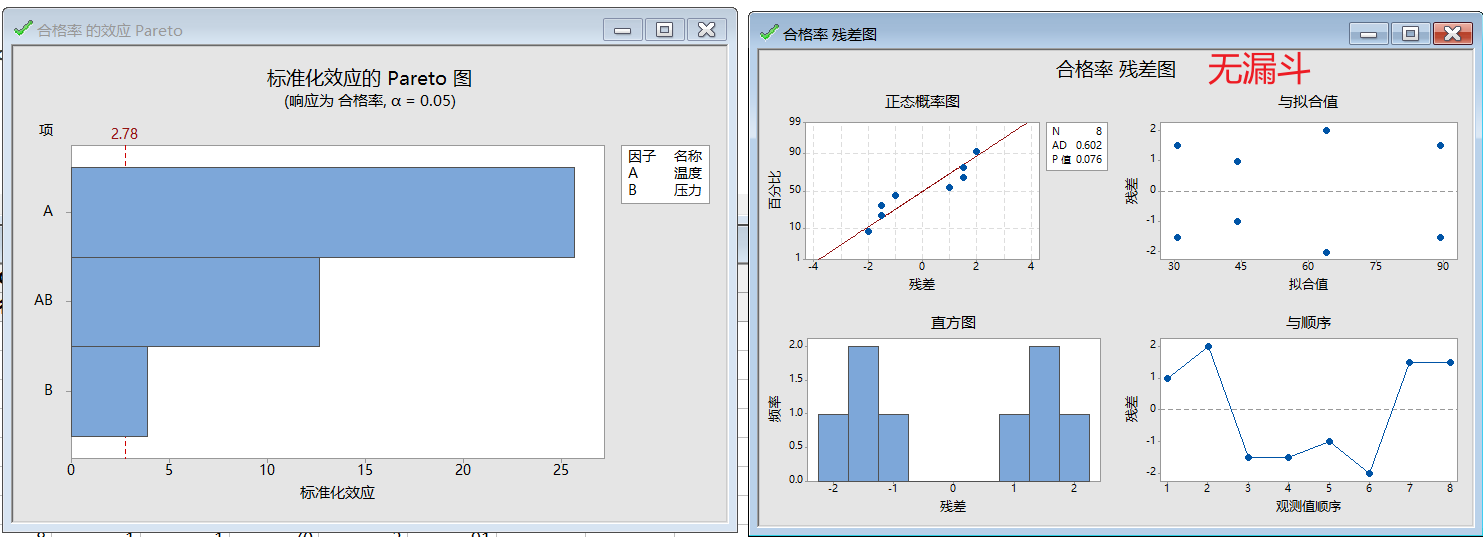 合格率 的效应 Pareto
标准化效应的 Pareto 图
(响应为 合格率, α = 0.05)
项
2.78
因子 名称
A 温度
B 压力
A
AB
B
0 5 10 15 20 25
标准化效应
合格率 残差图
合格率 残差图
无漏斗
正态概率图
99
90
50
10
1
百分比
-4 -2 0 2 4
残差
N 8
AD 0.602
P 值 0.076
与拟合值
2
1
0
-1
-2
残差
30 45 60 75 90
拟合值
直方图
2.0
1.5
1.0
0.5
0.0
频率
-2 -1 0 1 2
残差
与顺序
2
1
0
-1
-2
残差
1 2 3 4 5 6 7 8
观测值顺序